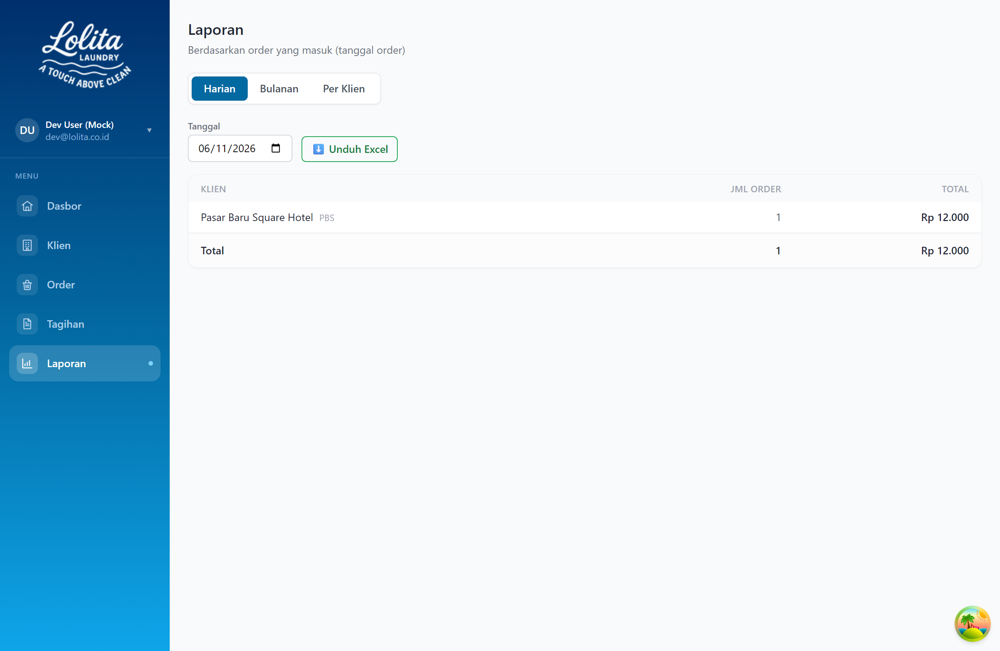 Lolita
LAUNDRY
A TOUCH ABOVE CLEAN
DU
Dev User (Mock)
dev@lolita.co.id
MENU
Dasbor
Klien
Order
Tagihan
Laporan
Laporan
Berdasarkan order yang masuk (tanggal order)
Harian Bulanan Per Klien
Tanggal
06/11/2026 Unduh Excel
KLIEN JML ORDER TOTAL
Pasar Baru Square Hotel PBS 1 Rp 12.000
Total 1 Rp 12.000